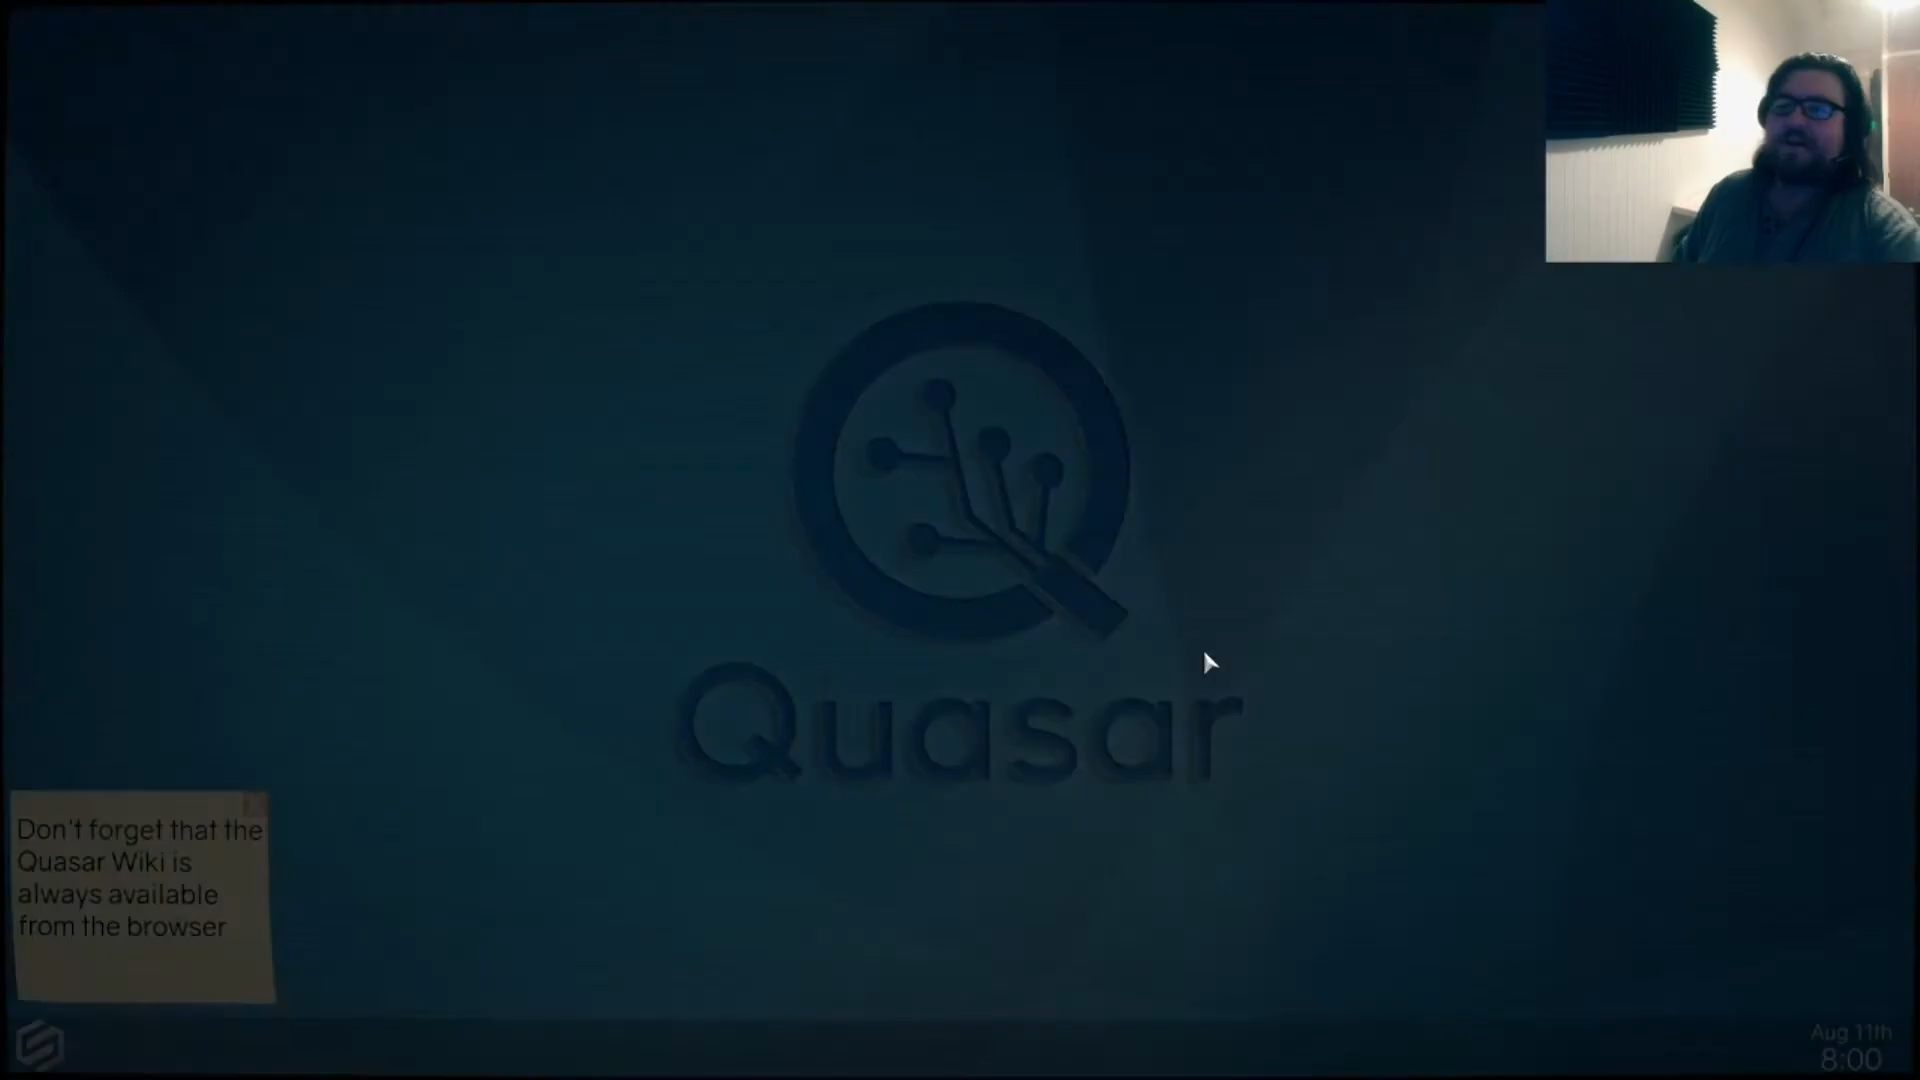 Quasar
Don't forget that the
Quasar Wiki is
always available
from the browser
Aug 11th
8:00